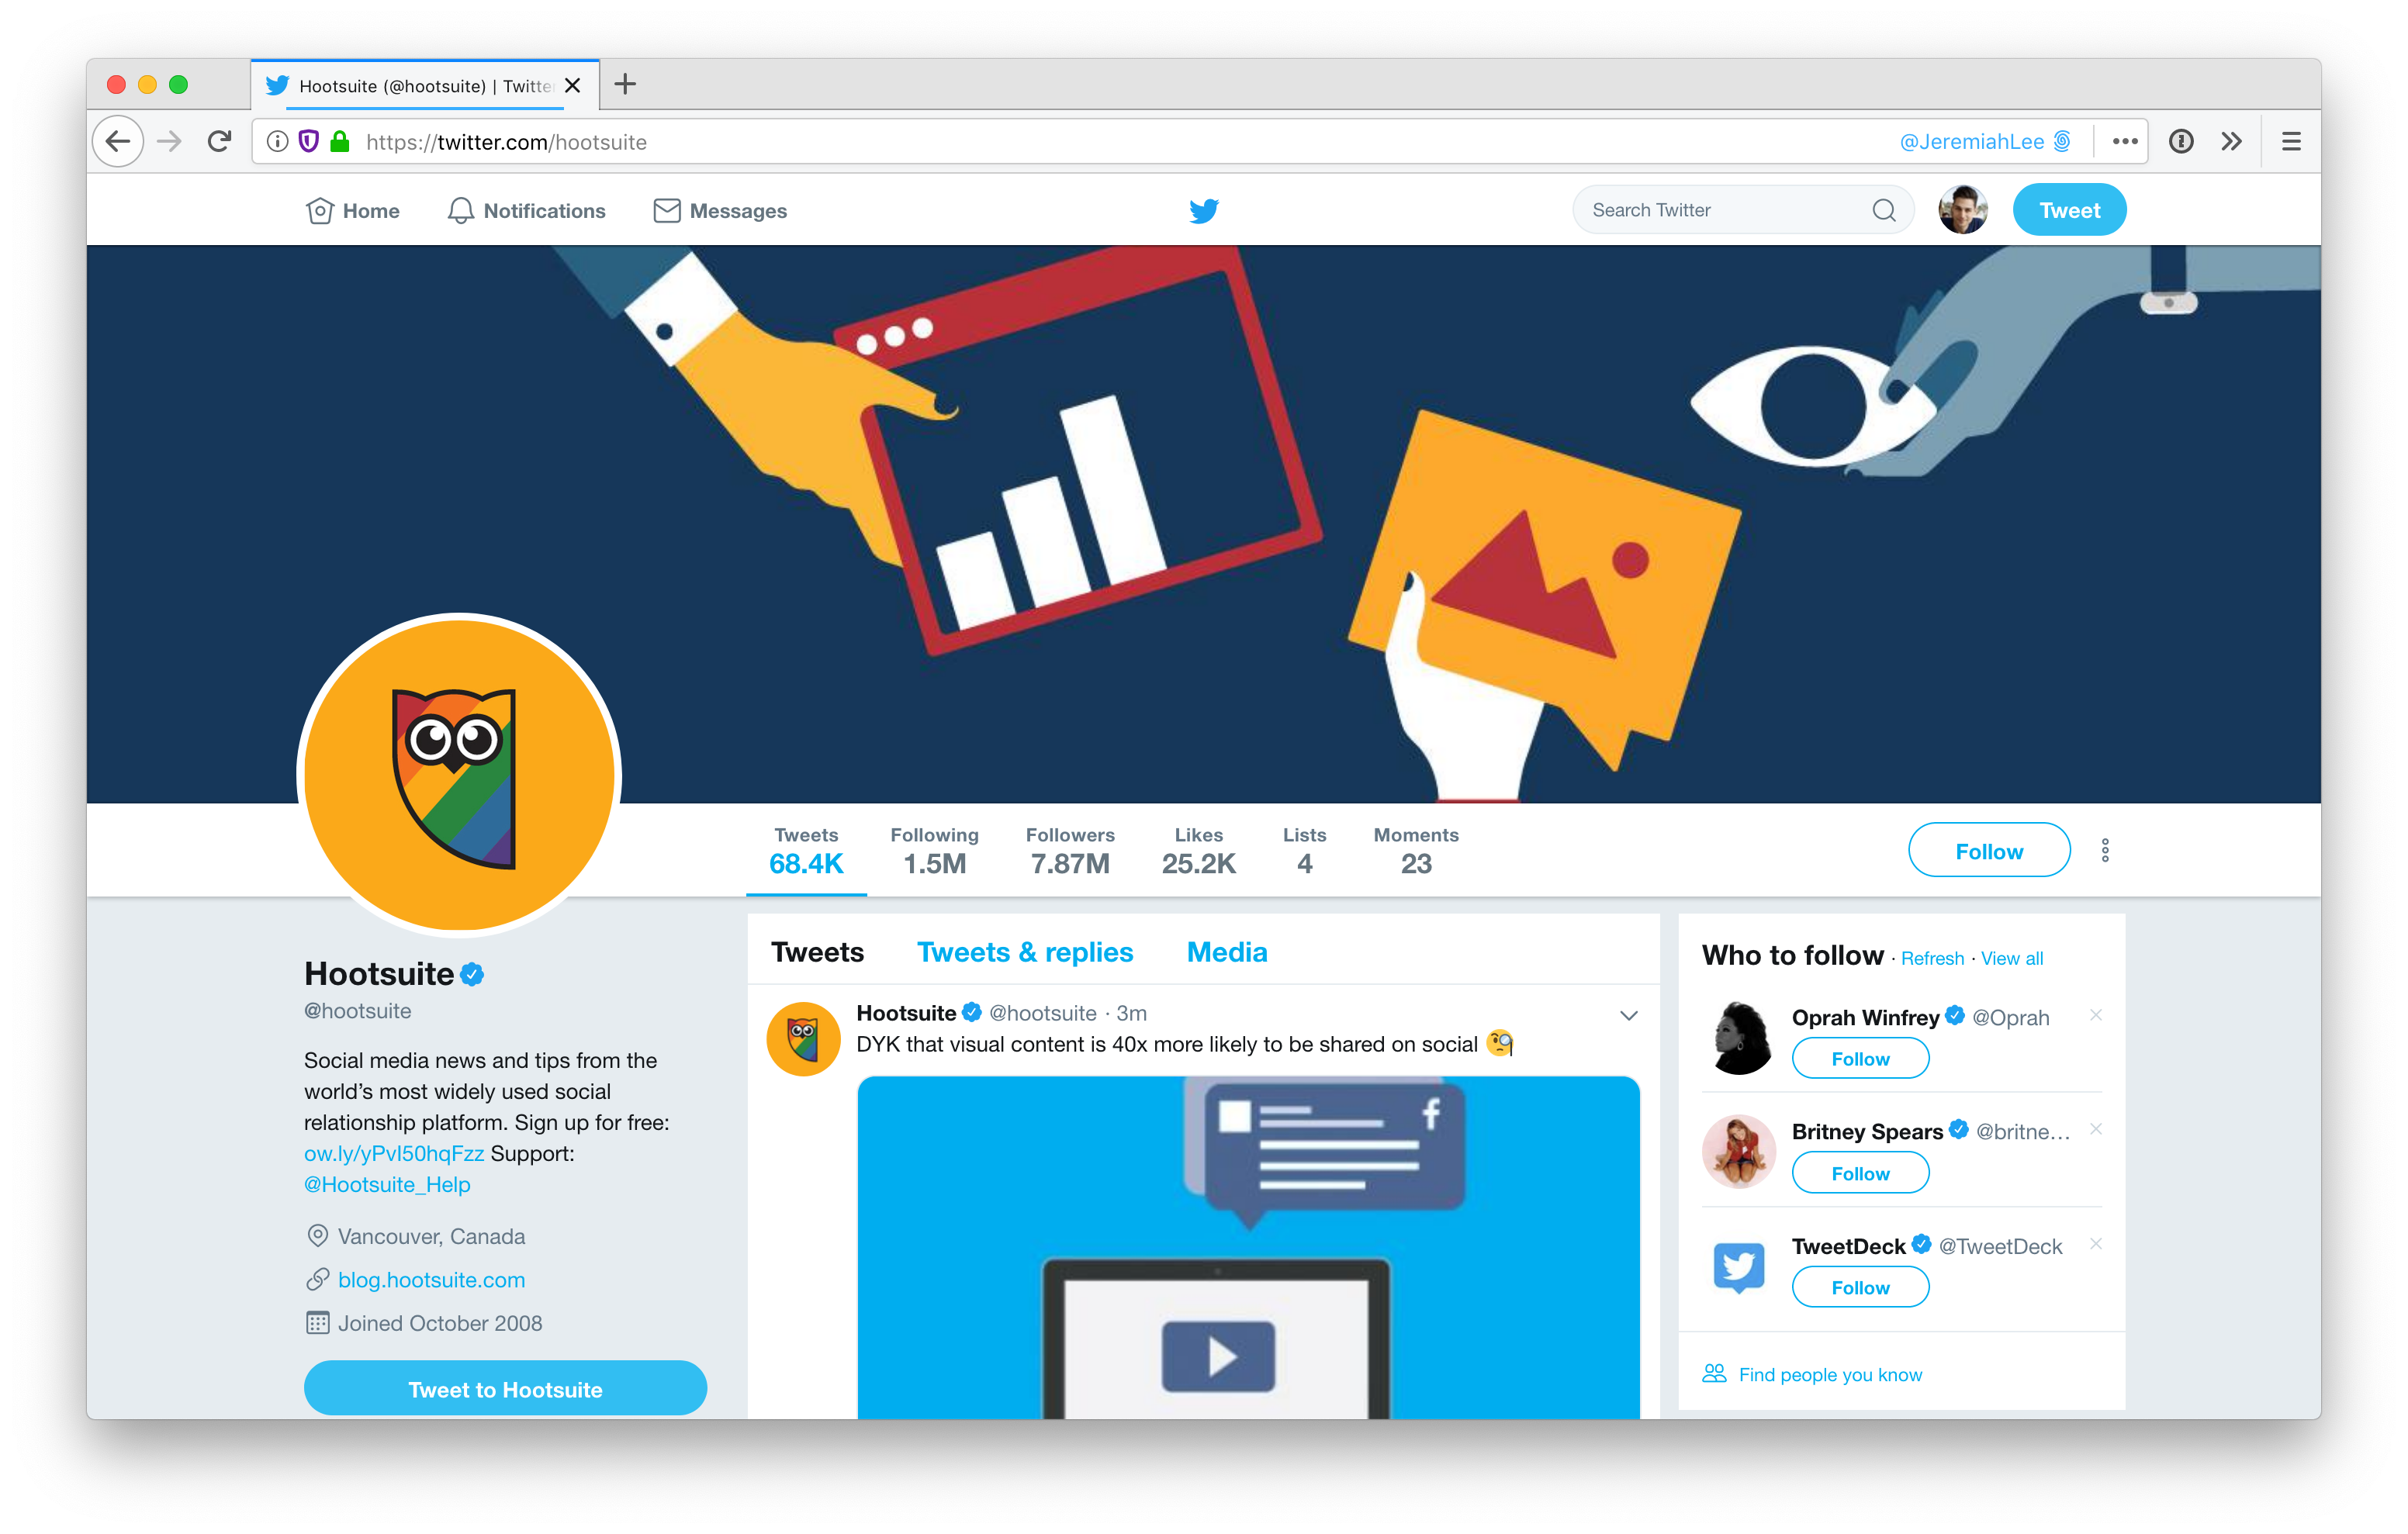 Hootsuite (@hootsuite) | Twitte
https://twitter.com/hootsuite
@JeremiahLee
Home
Notifications
Messages
Search Twitter
Tweet
Tweets
68.4K
Following
1.5M
Followers
7.87M
Likes
25.2K
Lists
4
Moments
23
Follow
Hootsuite
@hootsuite
Social media news and tips from the
world’s most widely used social
relationship platform. Sign up for free:
ow.ly/yPvI50hqFzz Support:
@Hootsuite_Help
Vancouver, Canada
blog.hootsuite.com
Joined October 2008
Tweet to Hootsuite
Tweets
Tweets & replies
Media
Hootsuite @hootsuite · 3m
DYK that visual content is 40x more likely to be shared on social 🧐
f
Who to follow · Refresh · View all
Oprah Winfrey @Oprah
Follow
Britney Spears @britne…
Follow
TweetDeck @TweetDeck
Follow
Find people you know